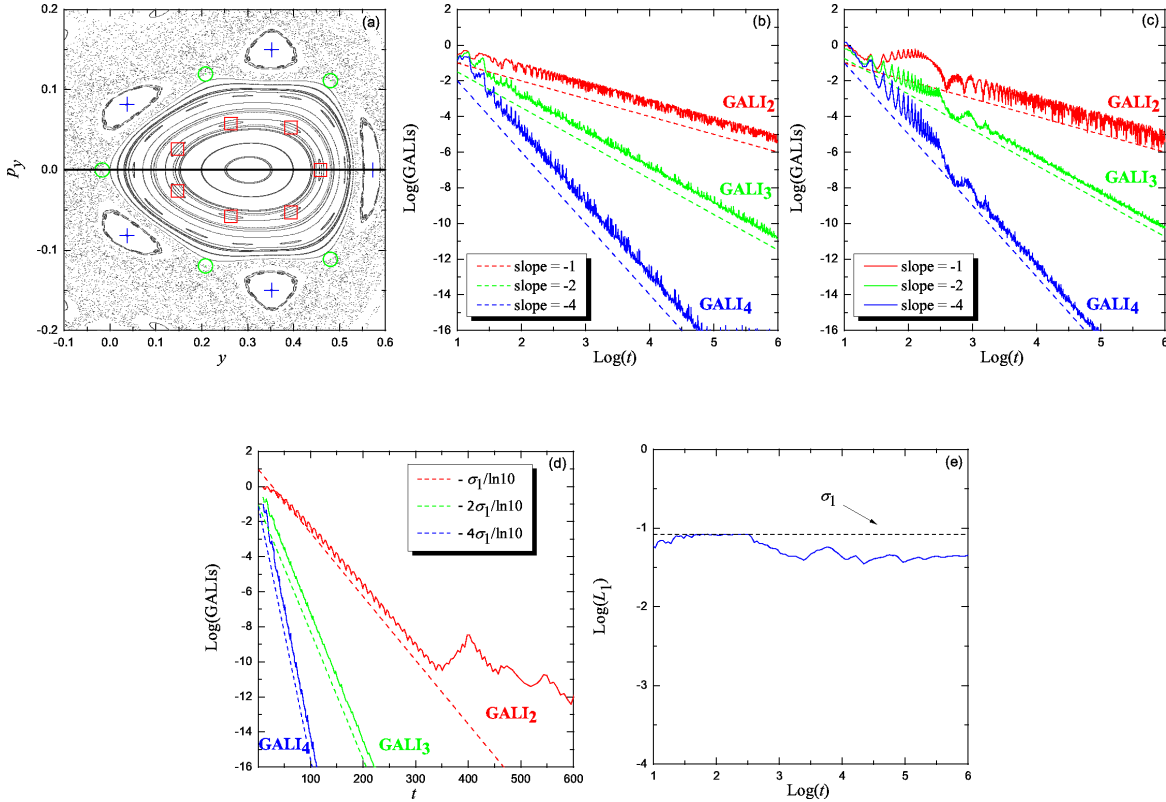 (a)
0.2
0.1
0.0
-0.1
-0.2
p_y
-0.1 0.0 0.1 0.2 0.3 0.4 0.5 0.6
y
(b)
2
0
-2
-4
-6
-8
-10
-12
-14
-16
Log(GALIs)
GALI2
GALI3
GALI4
slope = -1
slope = -2
slope = -4
1 2 3 4 5 6
Log(t)
(c)
2
0
-2
-4
-6
-8
-10
-12
-14
-16
Log(GALIs)
GALI2
GALI3
GALI4
slope = -1
slope = -2
slope = -4
1 2 3 4 5 6
Log(t)
(d)
2
0
-2
-4
-6
-8
-10
-12
-14
-16
Log(GALIs)
- σ1/ln10
- 2σ1/ln10
- 4σ1/ln10
GALI2
GALI4
GALI3
0 100 200 300 400 500 600
t
(e)
0
-1
-2
-3
-4
Log(L1)
σ1
1 2 3 4 5 6
Log(t)